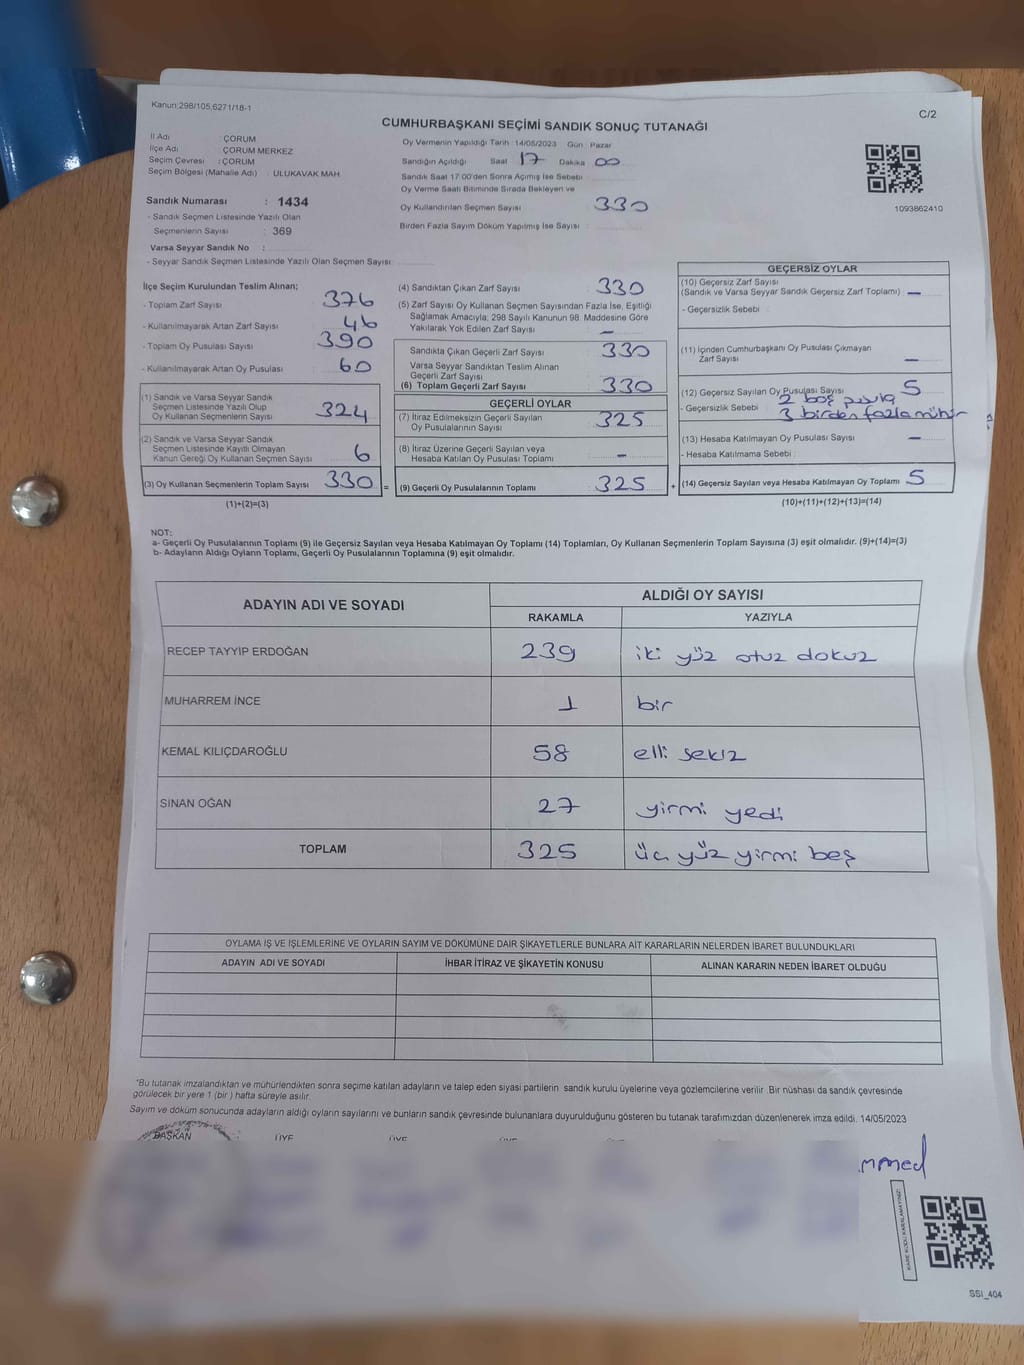 Kanun;298/105,6271/18-1
C/2
CUMHURBAŞKANI SEÇİMİ SANDIK SONUÇ TUTANAĞI
İl Adı : ÇORUM
İlçe Adı : ÇORUM MERKEZ
Seçim Çevresi : ÇORUM
Seçim Bölgesi (Mahalle Adı) : ULUKAVAK MAH.
Sandık Numarası : 1434
- Sandık Seçmen Listesinde Yazılı Olan
Seçmenlerin Sayısı : 369
Varsa Seyyar Sandık No :
- Seyyar Sandık Seçmen Listesinde Yazılı Olan Seçmen Sayısı:
Oy Vermenin Yapıldığı Tarih :14/05/2023 Gün : Pazar
Sandığın Açıldığı Saat 17 Dakika 00
Sandık Saat 17:00'den Sonra Açılmış İse Sebebi
Oy Verme Saati Bitiminde Sırada Bekleyen ve
Oy Kullandırılan Seçmen Sayısı 330
Birden Fazla Sayım Döküm Yapılmış İse Sayısı :
1093862410
İlçe Seçim Kurulundan Teslim Alınan;
- Toplam Zarf Sayısı : 376
- Kullanılmayarak Artan Zarf Sayısı : 46
- Toplam Oy Pusulası Sayısı : 390
- Kullanılmayarak Artan Oy Pusulası : 60
(1) Sandık ve Varsa Seyyar Sandık
Seçmen Listesinde Yazılı Olup
Oy Kullanan Seçmenlerin Sayısı : 324
(2) Sandık ve Varsa Seyyar Sandık
Seçmen Listesinde Kayıtlı Olmayan
Kanun Gereği Oy Kullanan Seçmen Sayısı : 6
(3) Oy Kullanan Seçmenlerin Toplam Sayısı : 330
(1)+(2)=(3)
(4) Sandıktan Çıkan Zarf Sayısı : 330
(5) Zarf Sayısı Oy Kullanan Seçmen Sayısından Fazla İse, Eşitliği
Sağlamak Amacıyla; 298 Sayılı Kanunun 98. Maddesine Göre
Yakılarak Yok Edilen Zarf Sayısı : –
Sandıkta Çıkan Geçerli Zarf Sayısı : 330
Varsa Seyyar Sandıktan Teslim Alınan
Geçerli Zarf Sayısı :
(6) Toplam Geçerli Zarf Sayısı : 330
GEÇERLİ OYLAR
(7) İtiraz Edilmeksizin Geçerli Sayılan
Oy Pusulalarının Sayısı : 325
(8) İtiraz Üzerine Geçerli Sayılan veya
Hesaba Katılan Oy Pusulası Toplamı : –
= (9) Geçerli Oy Pusulalarının Toplamı : 325
GEÇERSİZ OYLAR
(10) Geçersiz Zarf Sayısı
(Sandık ve Varsa Seyyar Sandık Geçersiz Zarf Toplamı) : –
- Geçersizlik Sebebi :
(11) İçinden Cumhurbaşkanı Oy Pusulası Çıkmayan
Zarf Sayısı : –
(12) Geçersiz Sayılan Oy Pusulası Sayısı : 5
- Geçersizlik Sebebi : 2 boş pusula
3 birden fazla mühür
(13) Hesaba Katılmayan Oy Pusulası Sayısı : –
- Hesaba Katılmama Sebebi :
+ (14) Geçersiz Sayılan veya Hesaba Katılmayan Oy Toplamı : 5
(10)+(11)+(12)+(13)=(14)
NOT:
a- Geçerli Oy Pusulalarının Toplamı (9) ile Geçersiz Sayılan veya Hesaba Katılmayan Oy Toplamı (14) Toplamları, Oy Kullanan Seçmenlerin Toplam Sayısına (3) eşit olmalıdır. (9)+(14)=(3)
b- Adayların Aldığı Oyların Toplamı, Geçerli Oy Pusulalarının Toplamına (9) eşit olmalıdır.
ADAYIN ADI VE SOYADI ALDIĞI OY SAYISI
RAKAMLA YAZIYLA
RECEP TAYYİP ERDOĞAN 239 iki yüz otuz dokuz
MUHARREM İNCE 1 bir
KEMAL KILIÇDAROĞLU 58 elli sekiz
SİNAN OĞAN 27 yirmi yedi
TOPLAM 325 üç yüz yirmi beş
OYLAMA İŞ VE İŞLEMLERİNE VE OYLARIN SAYIM VE DÖKÜMÜNE DAİR ŞİKAYETLERLE BUNLARA AİT KARARLARIN NELERDEN İBARET BULUNDUKLARI
ADAYIN ADI VE SOYADI İHBAR İTİRAZ VE ŞİKAYETİN KONUSU ALINAN KARARIN NEDEN İBARET OLDUĞU
*Bu tutanak imzalandıktan ve mühürlendikten sonra seçime katılan adayların ve talep eden siyasi partilerin sandık kurulu üyelerine veya gözlemcilerine verilir .Bir nüshası da sandık çevresinde
görülecek bir yere 1 (bir ) hafta süreyle asılır.
Sayım ve döküm sonucunda adayların aldığı oyların sayılarını ve bunların sandık çevresinde bulunanlara duyurulduğunu gösteren bu tutanak tarafımızdan düzenlenerek imza edildi. 14/05/2023
BAŞKAN ÜYE ÜYE ÜYE
KARE KODU KARALAMAYINIZ!
SSI_404